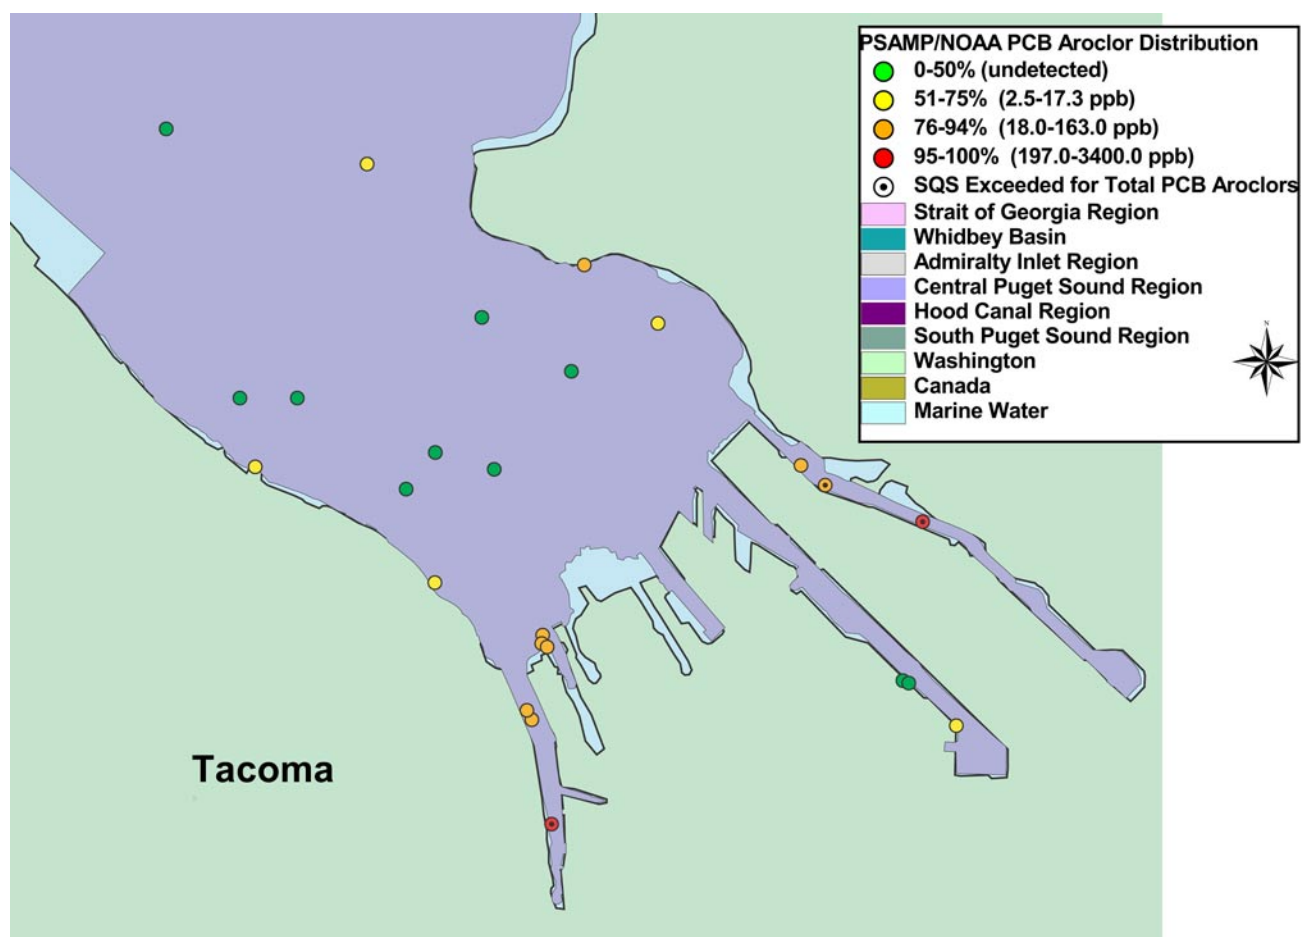 PSAMP/NOAA PCB Aroclor Distribution
0-50% (undetected)
51-75% (2.5-17.3 ppb)
76-94% (18.0-163.0 ppb)
95-100% (197.0-3400.0 ppb)
SQS Exceeded for Total PCB Aroclors
Strait of Georgia Region
Whidbey Basin
Admiralty Inlet Region
Central Puget Sound Region
Hood Canal Region
South Puget Sound Region
Washington
Canada
Marine Water
N
Tacoma